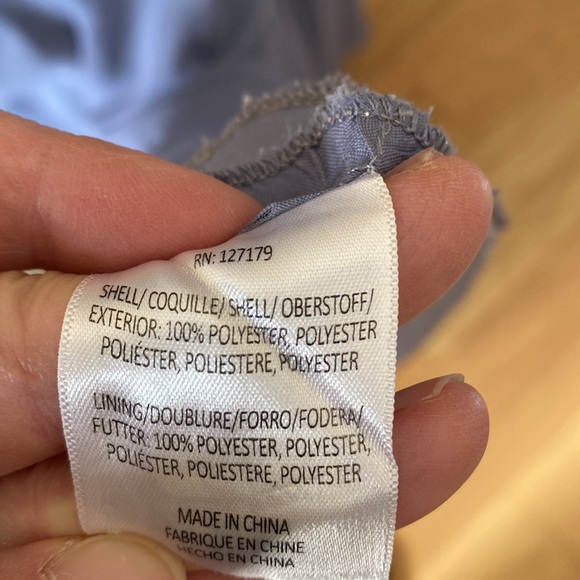 RN: 127179
SHELL/ COQUILLE/ SHELL/ OBERSTOFF/
EXTERIOR: 100% POLYESTER, POLYESTER
POLIÉSTER, POLIESTERE, POLYESTER
LINING/DOUBLURE/FORRO/FODERA/
FUTTER: 100% POLYESTER, POLYESTER,
POLIÉSTER, POLIESTERE, POLYESTER
MADE IN CHINA
FABRIQUE EN CHINE
HECHO EN CHINA